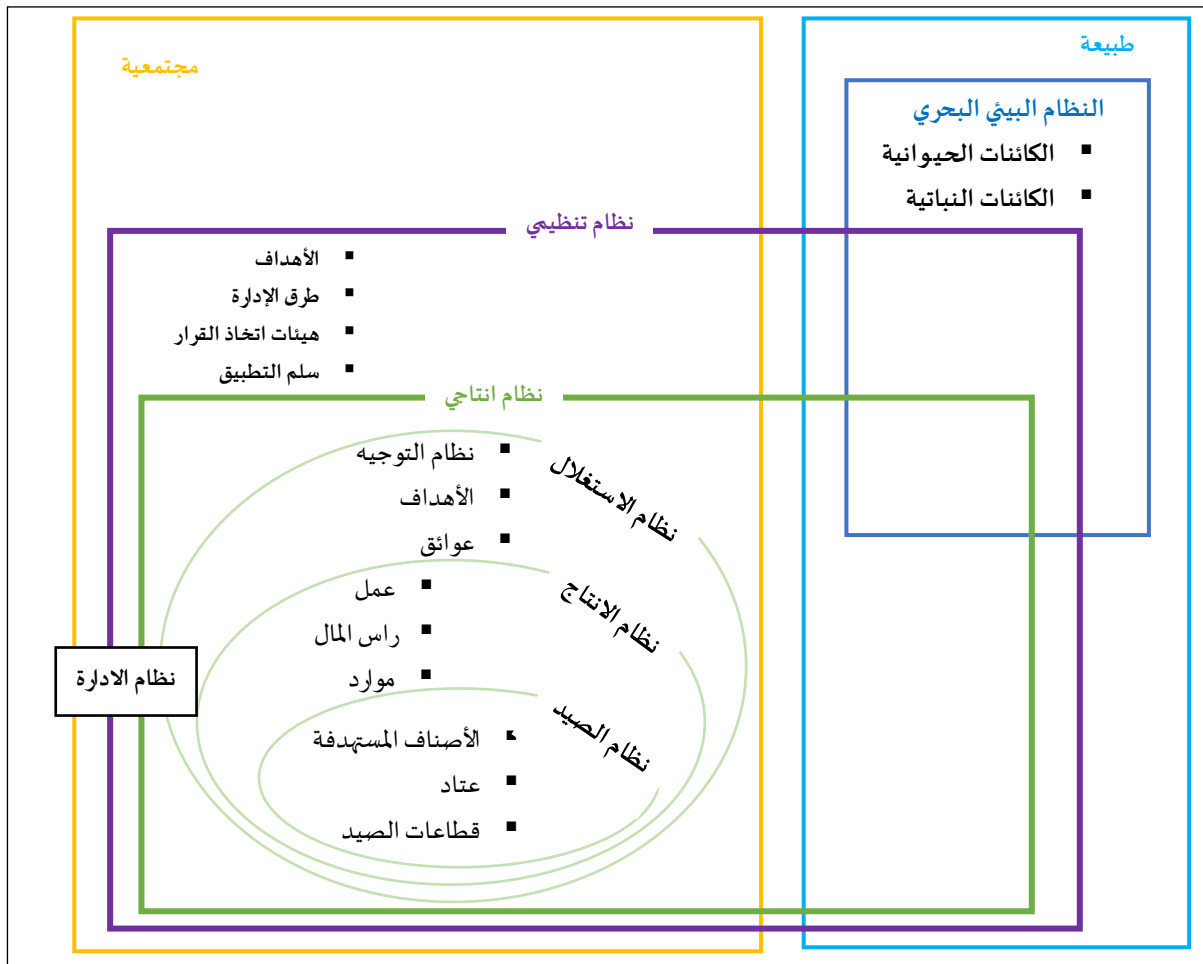 طبيعة
النظام البيئي البحري
▪ الكائنات الحيوانية
▪ الكائنات النباتية
مجتمعية
نظام تنظيمي
▪ الأهداف
▪ طرق الإدارة
▪ هيئات اتخاذ القرار
▪ سلم التطبيق
نظام انتاجي
نظام الاستغلال
▪ نظام التوجيه
▪ الأهداف
▪ عوائق
نظام الانتاج
▪ عمل
▪ راس المال
▪ موارد
نظام الصيد
▪ الأصناف المستهدفة
▪ عتاد
▪ قطاعات الصيد
نظام الادارة